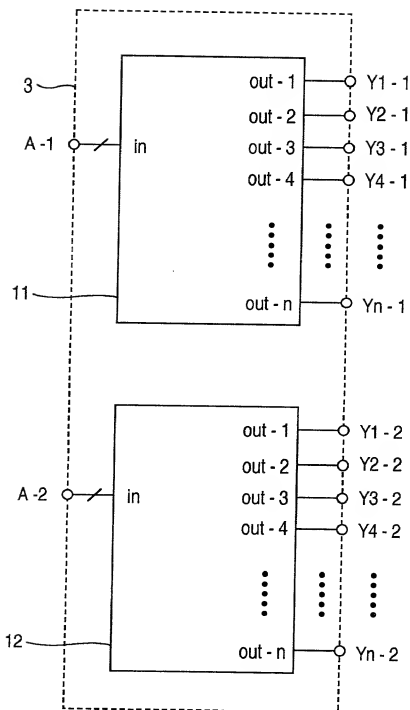 3
out - 1 Y1 - 1
out - 2 Y2 - 1
A - 1 in out - 3 Y3 - 1
out - 4 Y4 - 1
11
out - n Yn - 1
out - 1 Y1 - 2
out - 2 Y2 - 2
A - 2 in out - 3 Y3 - 2
out - 4 Y4 - 2
12
out - n Yn - 2